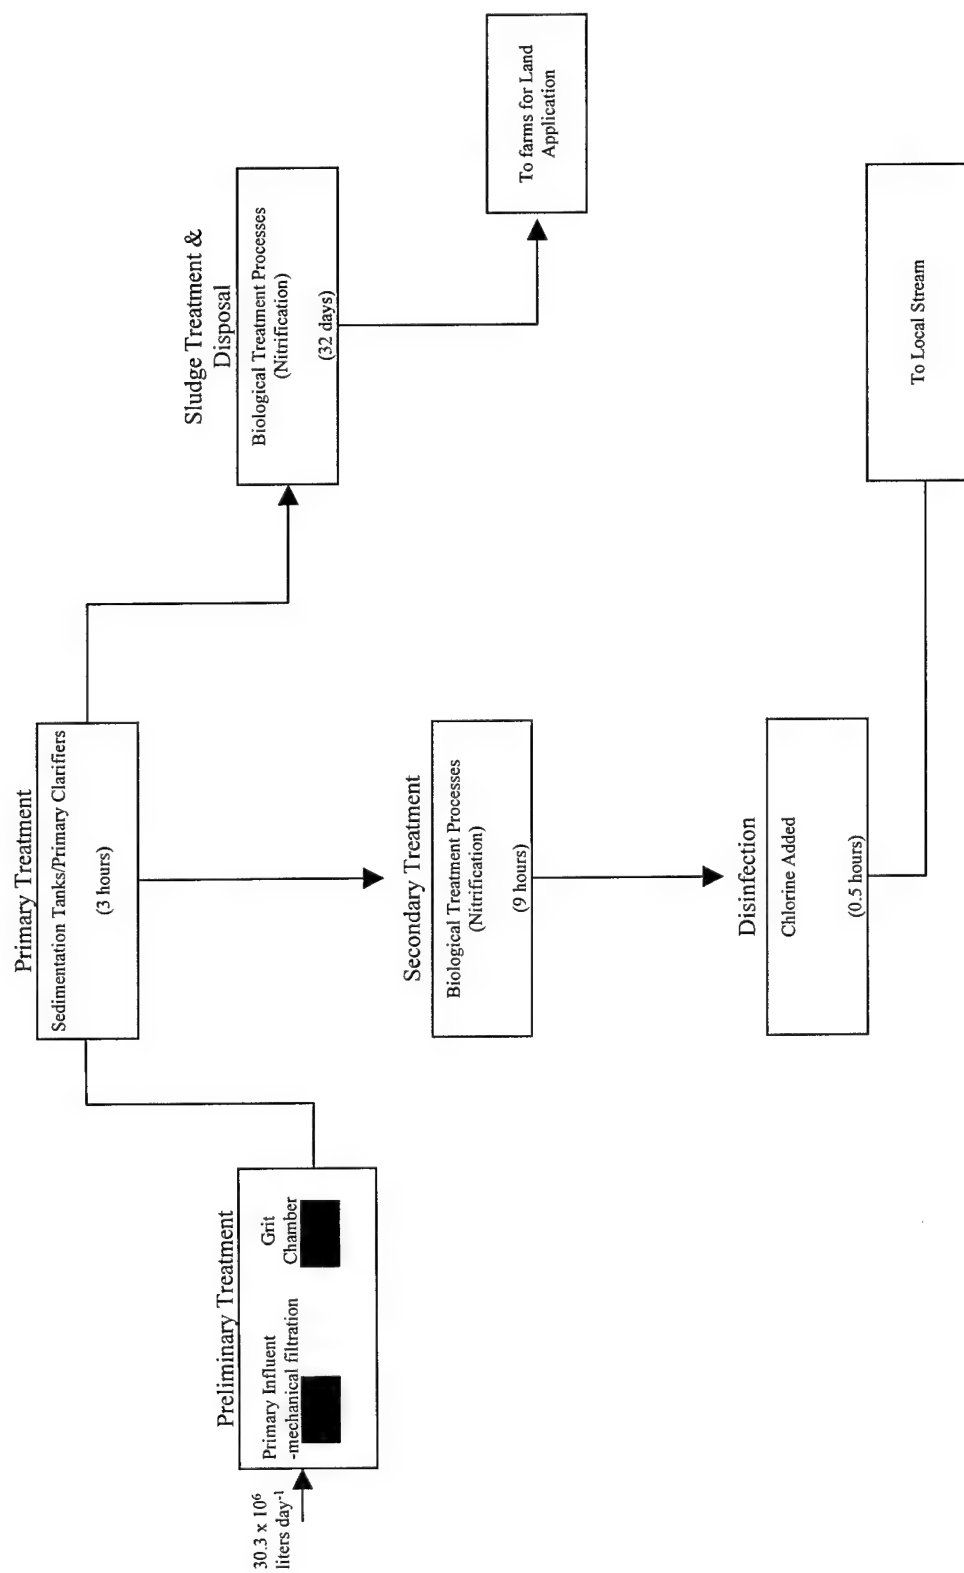 Preliminary Treatment
30.3 x 10⁶
liters day⁻¹
Primary Influent
-mechanical filtration
Grit
Chamber
Primary Treatment
Sedimentation Tanks/Primary Clarifiers
(3 hours)
Sludge Treatment &
Disposal
Biological Treatment Processes
(Nitrification)
(32 days)
To farms for Land
Application
Secondary Treatment
Biological Treatment Processes
(Nitrification)
(9 hours)
Disinfection
Chlorine Added
(0.5 hours)
To Local Stream